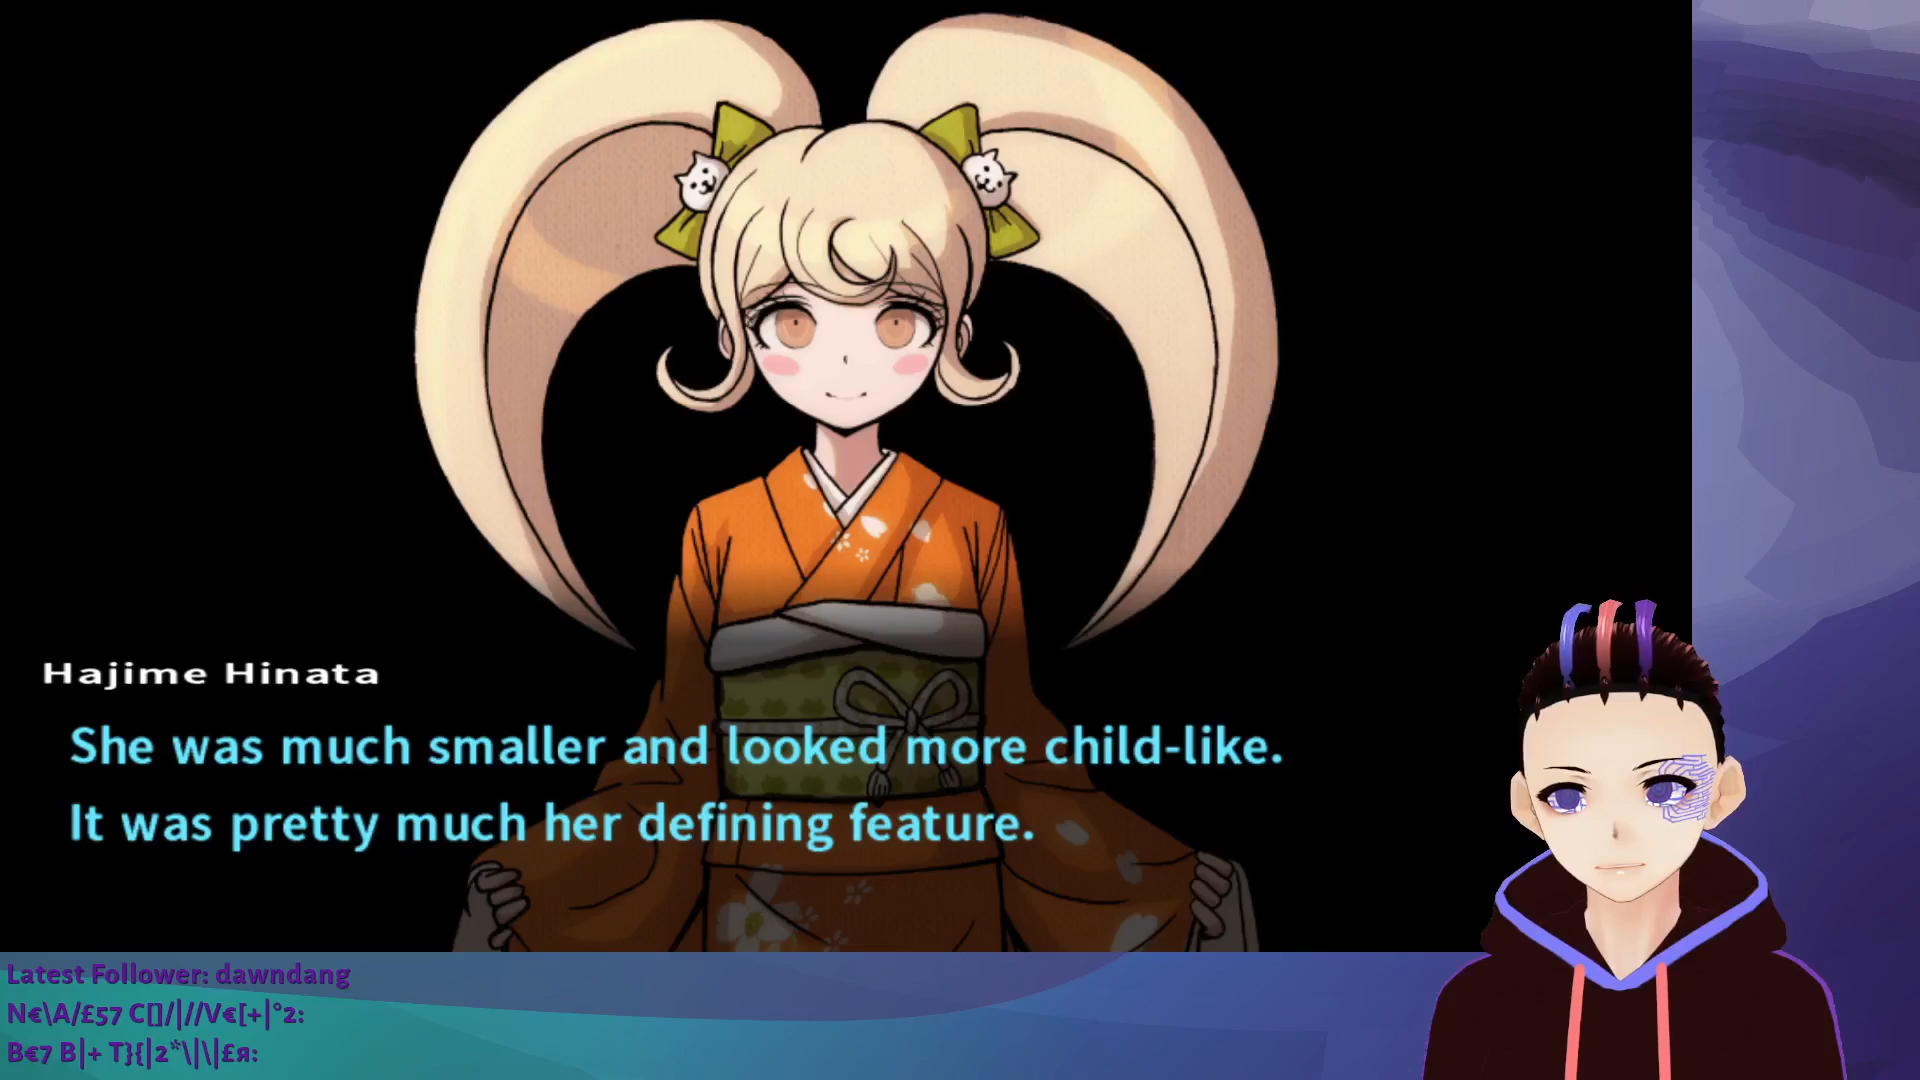 Hajime Hinata
She was much smaller and looked more child-like.
It was pretty much her defining feature.
Latest Follower: dawndang
N€\A/£57 C[]/|//V€[+|°2:
B€7 B|+ T}{|2*\|\|£я: